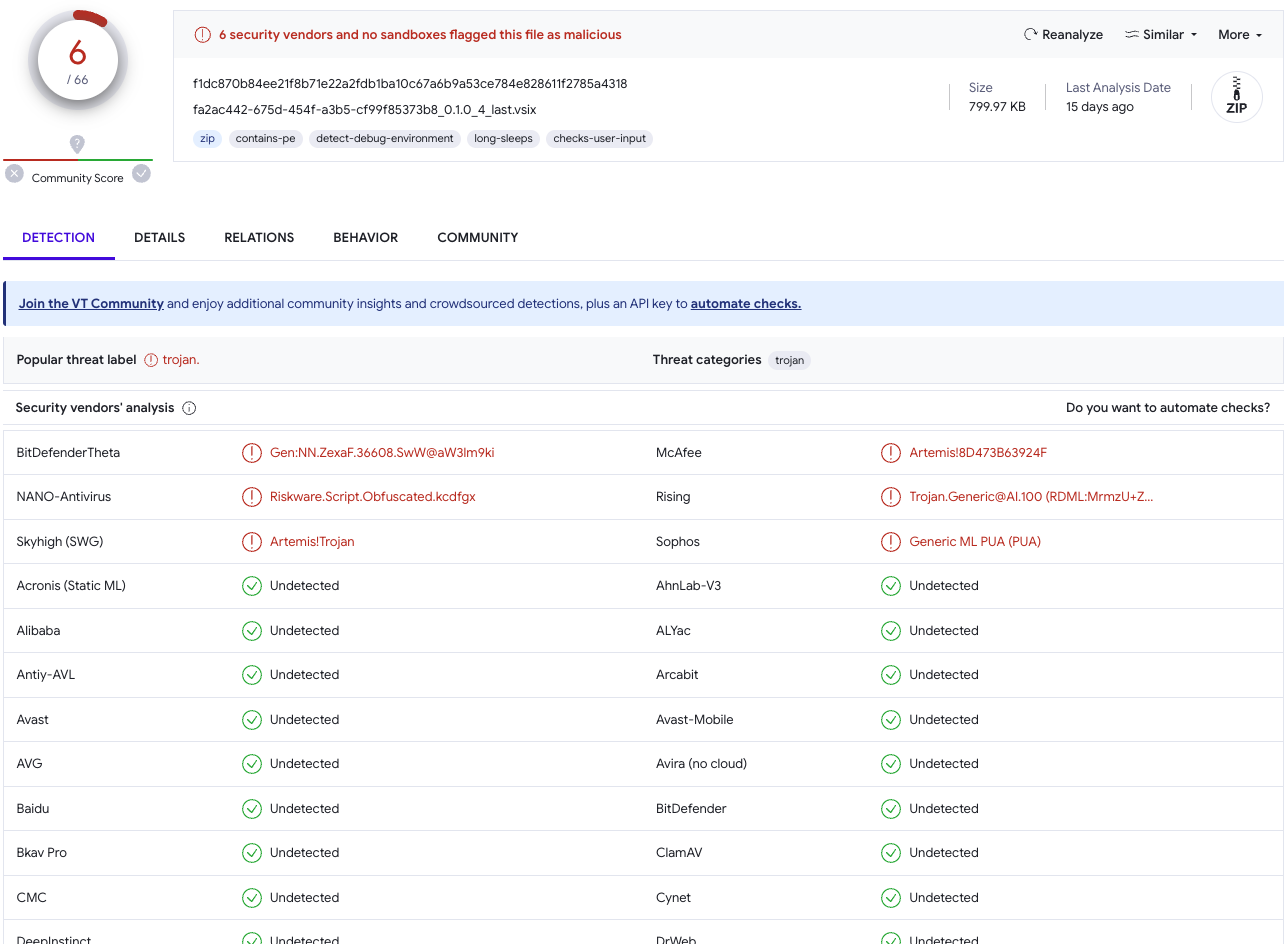 6
/ 66
?
Community Score
6 security vendors and no sandboxes flagged this file as malicious
Reanalyze
Similar
More
f1dc870b84ee21f8b71e22a2fdb1ba10c67a6b9a53ce784e828611f2785a4318
fa2ac442-675d-454f-a3b5-cf99f85373b8_0.1.0_4_last.vsix
zip contains-pe detect-debug-environment long-sleeps checks-user-input
Size
799.97 KB
Last Analysis Date
15 days ago
ZIP
DETECTION DETAILS RELATIONS BEHAVIOR COMMUNITY
Join the VT Community and enjoy additional community insights and crowdsourced detections, plus an API key to automate checks.
Popular threat label trojan. Threat categories trojan
Security vendors' analysis Do you want to automate checks?
BitDefenderTheta Gen:NN.ZexaF.36608.SwW@aW3lm9ki McAfee Artemis!8D473B63924F
NANO-Antivirus Riskware.Script.Obfuscated.kcdfgx Rising Trojan.Generic@AI.100 (RDML:MrmzU+Z...
Skyhigh (SWG) Artemis!Trojan Sophos Generic ML PUA (PUA)
Acronis (Static ML) Undetected AhnLab-V3 Undetected
Alibaba Undetected ALYac Undetected
Antiy-AVL Undetected Arcabit Undetected
Avast Undetected Avast-Mobile Undetected
AVG Undetected Avira (no cloud) Undetected
Baidu Undetected BitDefender Undetected
Bkav Pro Undetected ClamAV Undetected
CMC Undetected Cynet Undetected
DeepInstinct Undetected DrWeb Undetected